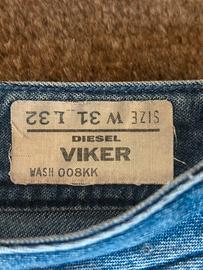 SIZE W 31 L 32
DIESEL
VIKER
WASH 008KK